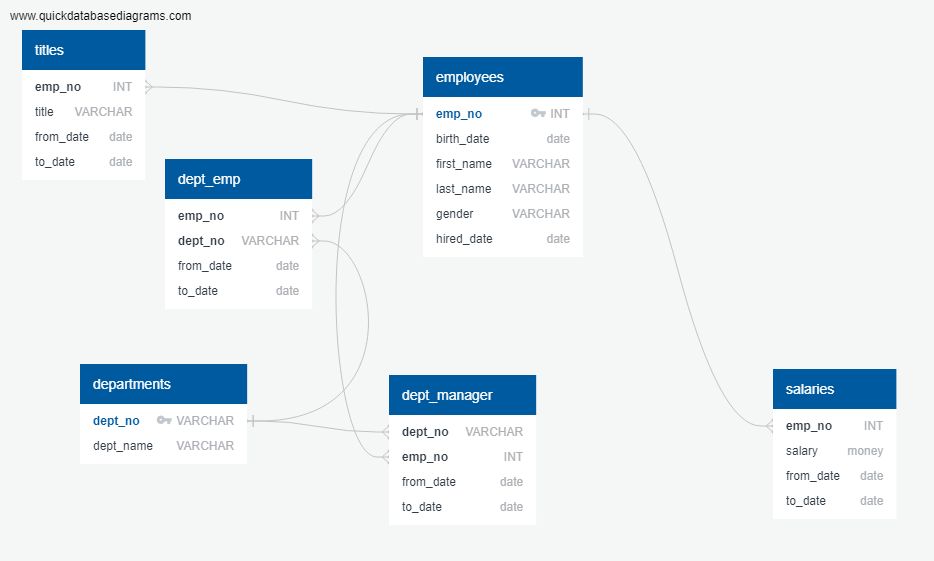 www.quickdatabasediagrams.com
titles
emp_no INT
title VARCHAR
from_date date
to_date date
employees
emp_no INT
birth_date date
first_name VARCHAR
last_name VARCHAR
gender VARCHAR
hired_date date
dept_emp
emp_no INT
dept_no VARCHAR
from_date date
to_date date
departments
dept_no VARCHAR
dept_name VARCHAR
dept_manager
dept_no VARCHAR
emp_no INT
from_date date
to_date date
salaries
emp_no INT
salary money
from_date date
to_date date